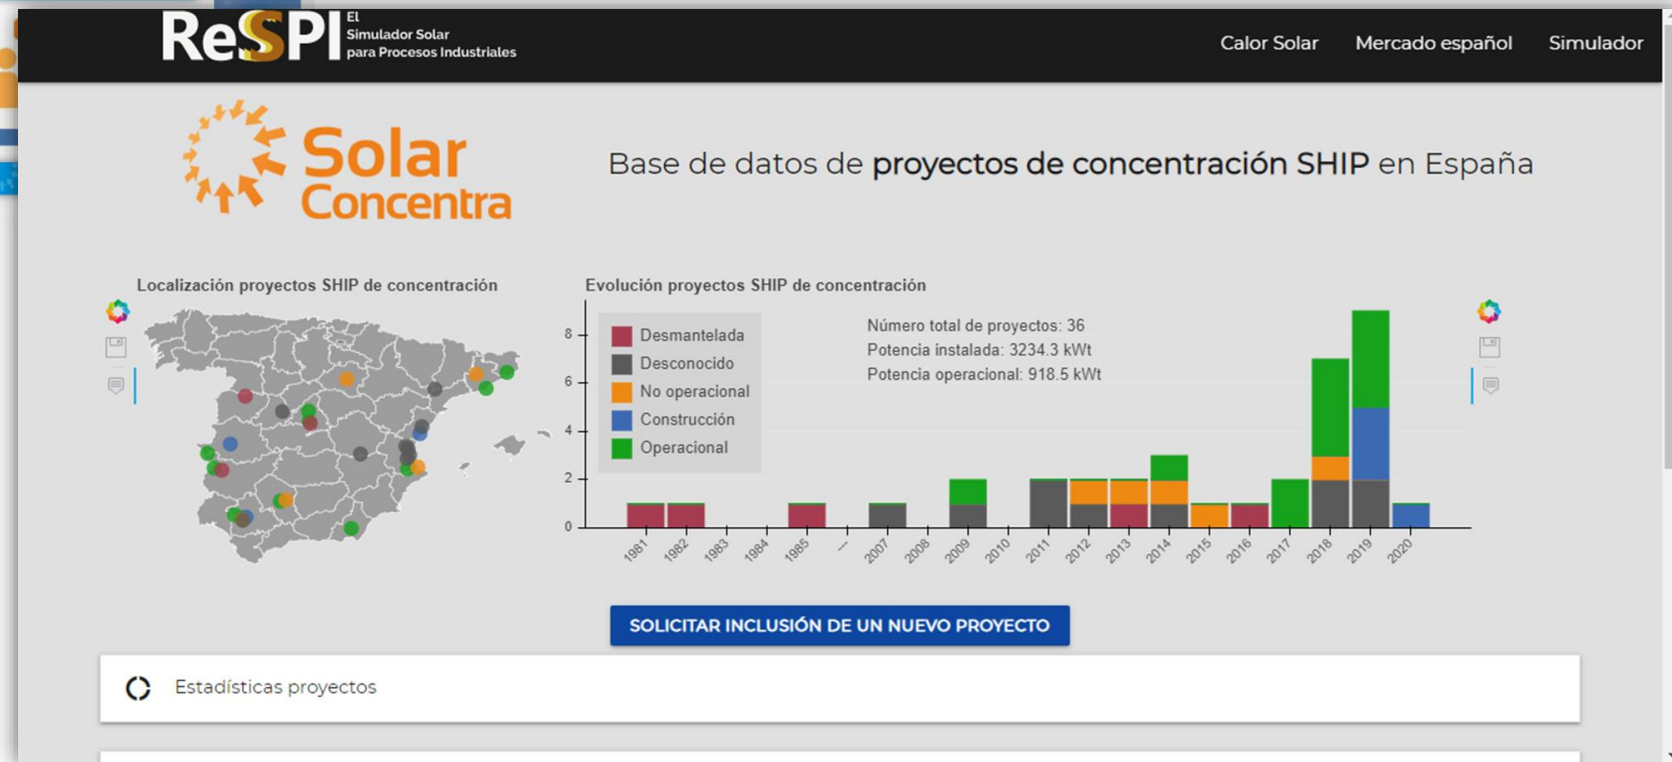 ReSSPI
El
Simulador Solar
para Procesos Industriales
Calor Solar
Mercado español
Simulador
Solar
Concentra
Base de datos de proyectos de concentración SHIP en España
Localización proyectos SHIP de concentración
Evolución proyectos SHIP de concentración
8
6
4
2
0
Desmantelada
Desconocido
No operacional
Construcción
Operacional
Número total de proyectos: 36
Potencia instalada: 3234.3 kWt
Potencia operacional: 918.5 kWt
1981
1982
1983
1984
1985
---
2007
2008
2009
2010
2011
2012
2013
2014
2015
2016
2017
2018
2019
2020
SOLICITAR INCLUSIÓN DE UN NUEVO PROYECTO
Estadísticas proyectos